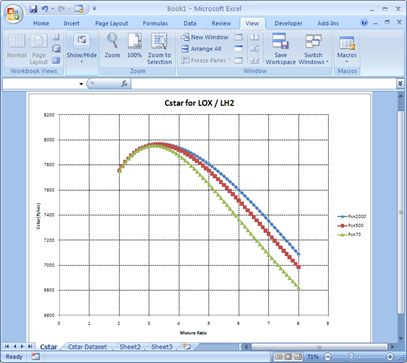 Book1 - Microsoft Excel
Home
Insert
Page Layout
Formulas
Data
Review
View
Developer
Add-Ins
Normal
Page Layout
Workbook Views
Show/Hide
Zoom
100%
Zoom to Selection
Zoom
New Window
Arrange All
Freeze Panes
Window
Save Workspace
Switch Windows
Macros
Macros
fx
Cstar for LOX / LH2
8200
8000
7800
7600
7400
7200
7000
6800
6600
Cstar(ft/sec)
0 1 2 3 4 5 6 7 8 9
Mixture Ratio
Pc=2000
Pc=500
Pc=70
Cstar
Cstar Dataset
Sheet2
Sheet3
Ready
71%